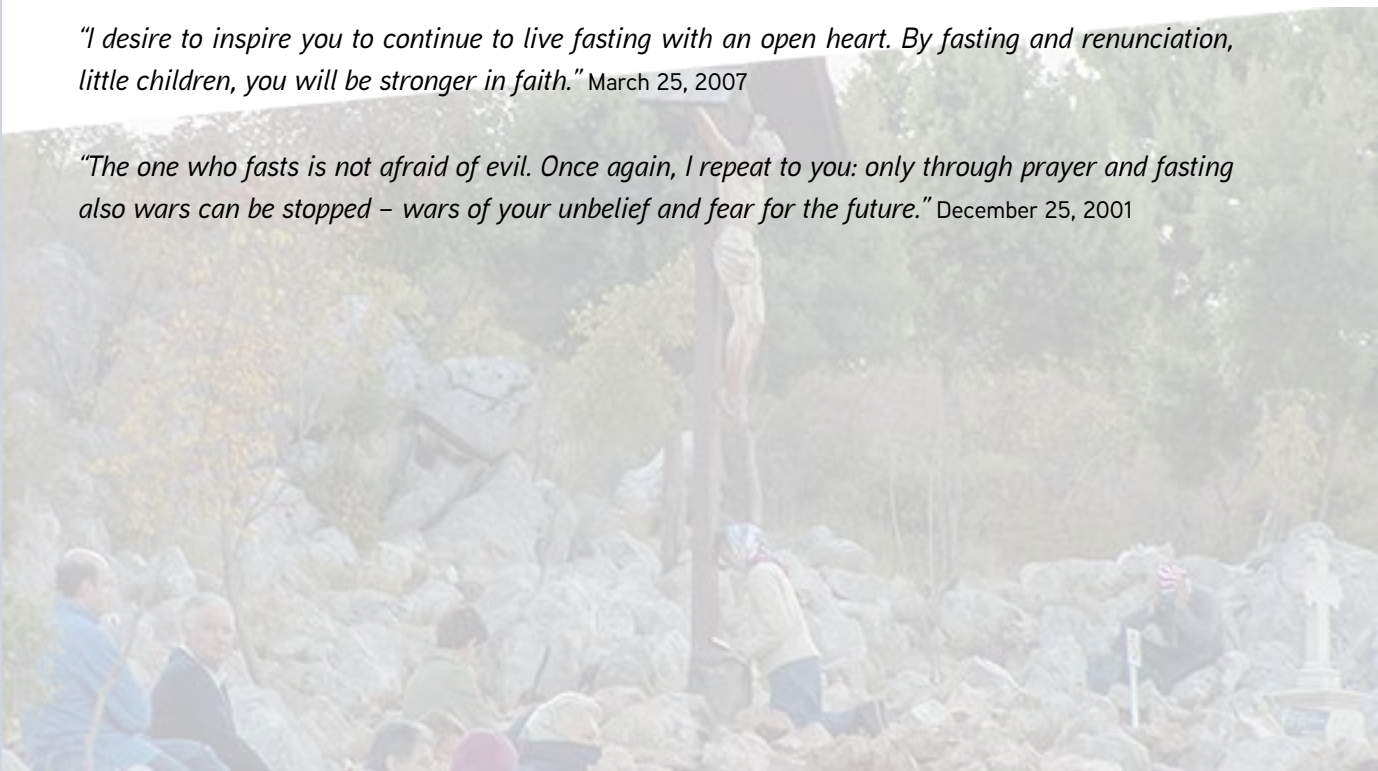 “I desire to inspire you to continue to live fasting with an open heart. By fasting and renunciation,
little children, you will be stronger in faith.” March 25, 2007
“The one who fasts is not afraid of evil. Once again, I repeat to you: only through prayer and fasting
also wars can be stopped – wars of your unbelief and fear for the future.” December 25, 2001